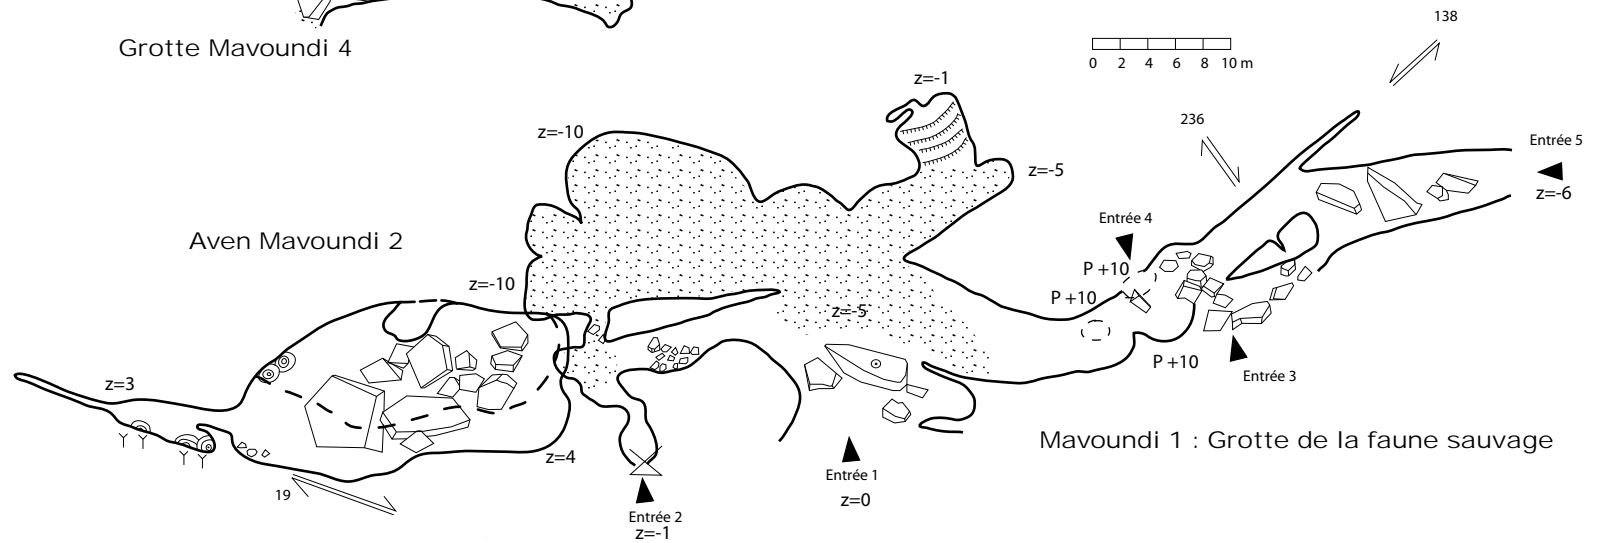 138
Grotte Mavoundi 4
0 2 4 6 8 10 m
z=-1
236
z=-10
Entrée 5
z=-5
z=-6
Entrée 4
Aven Mavoundi 2
P +10
z=-10
P +10
z=-5
P +10
Entrée 3
z=3
Mavoundi 1 : Grotte de la faune sauvage
z=4
Entrée 1
19
z=0
Entrée 2
z=-1